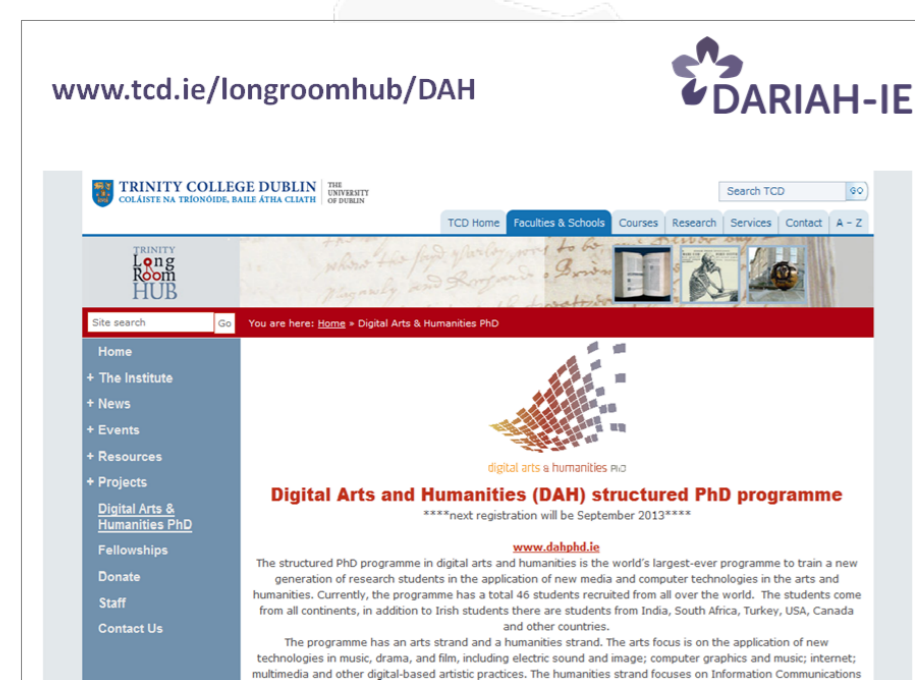 www.tcd.ie/longroomhub/DAH
DARIAH-IE
TRINITY COLLEGE DUBLIN
COLÁISTE NA TRÍONÓIDE, BAILE ÁTHA CLIATH
THE
UNIVERSITY
OF DUBLIN
Search TCD GO
TCD Home Faculties & Schools Courses Research Services Contact A – Z
TRINITY
Long
Room
HUB
Site search Go
You are here: Home » Digital Arts & Humanities PhD
Home
+ The Institute
+ News
+ Events
+ Resources
+ Projects
Digital Arts &
Humanities PhD
Fellowships
Donate
Staff
Contact Us
digital arts & humanities PhD
Digital Arts and Humanities (DAH) structured PhD programme
****next registration will be September 2013****
www.dahphd.ie
The structured PhD programme in digital arts and humanities is the world's largest-ever programme to train a new
generation of research students in the application of new media and computer technologies in the arts and
humanities. Currently, the programme has a total 46 students recruited from all over the world. The students come
from all continents, in addition to Irish students there are students from India, South Africa, Turkey, USA, Canada
and other countries.
The programme has an arts strand and a humanities strand. The arts focus is on the application of new
technologies in music, drama, and film, including electric sound and image; computer graphics and music; internet;
multimedia and other digital-based artistic practices. The humanities strand focuses on Information Communications